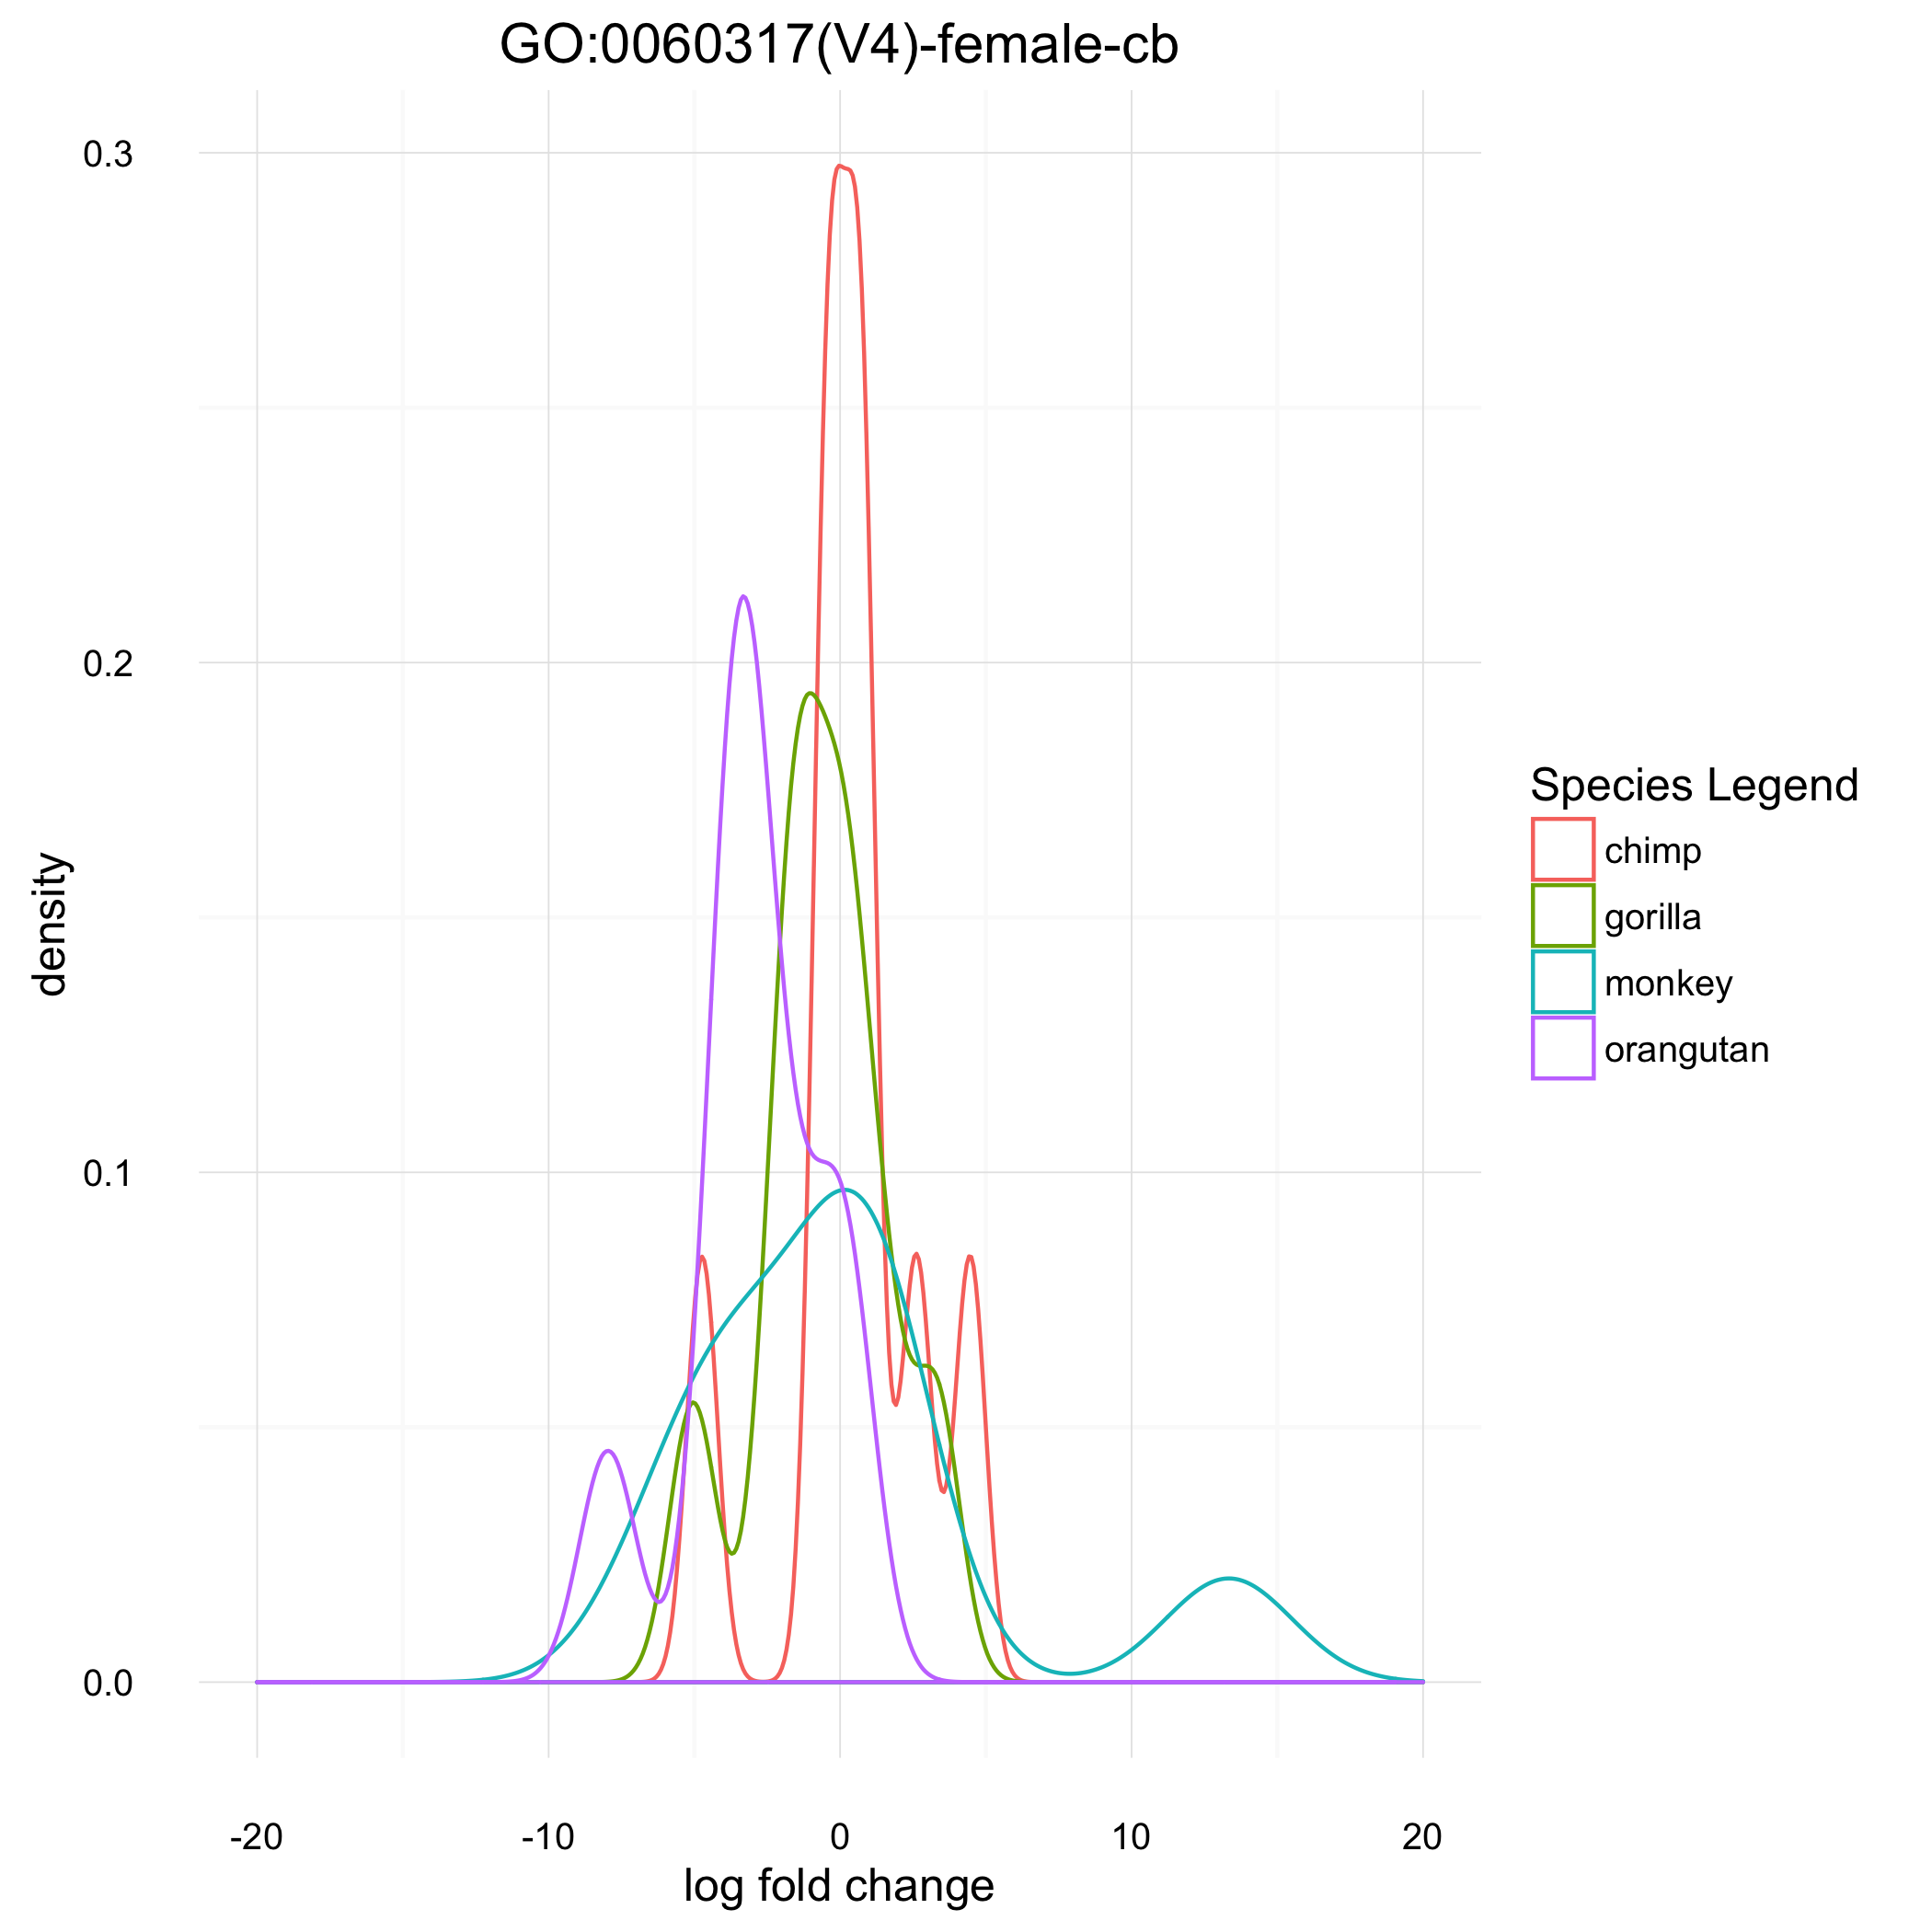 GO:0060317(V4)-female-cb
0.3
0.2
0.1
0.0
density
-20 -10 0 10 20
log fold change
Species Legend
chimp
gorilla
monkey
orangutan